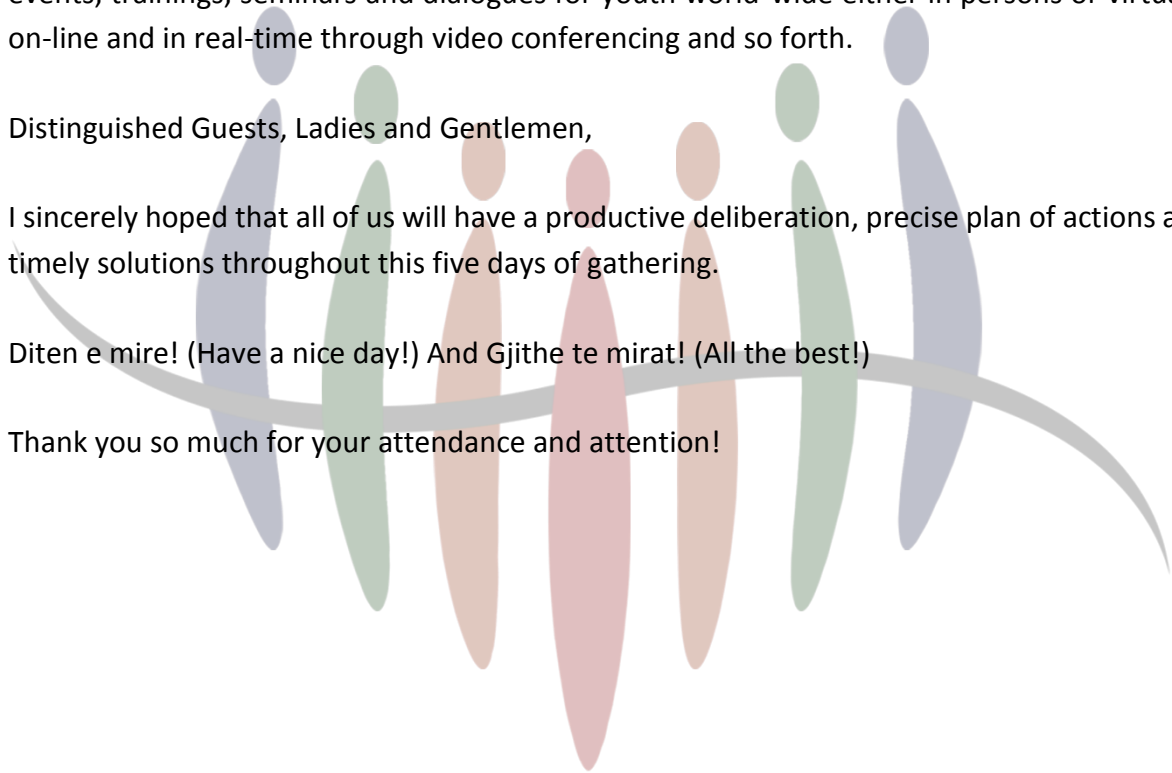 events, trainings, seminars and dialogues for youth world-wide either in persons or
on-line and in real-time through video conferencing and so forth.
Distinguished Guests, Ladies and Gentlemen,
I sincerely hoped that all of us will have a productive deliberation, precise plan of actions
timely solutions throughout this five days of gathering.
Diten e mire! (Have a nice day!) And Gjithe te mirat! (All the best!)
Thank you so much for your attendance and attention!